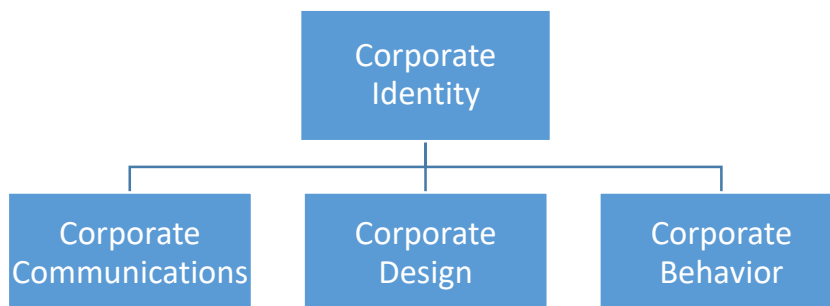 Corporate
Identity
Corporate
Communications
Corporate
Design
Corporate
Behavior